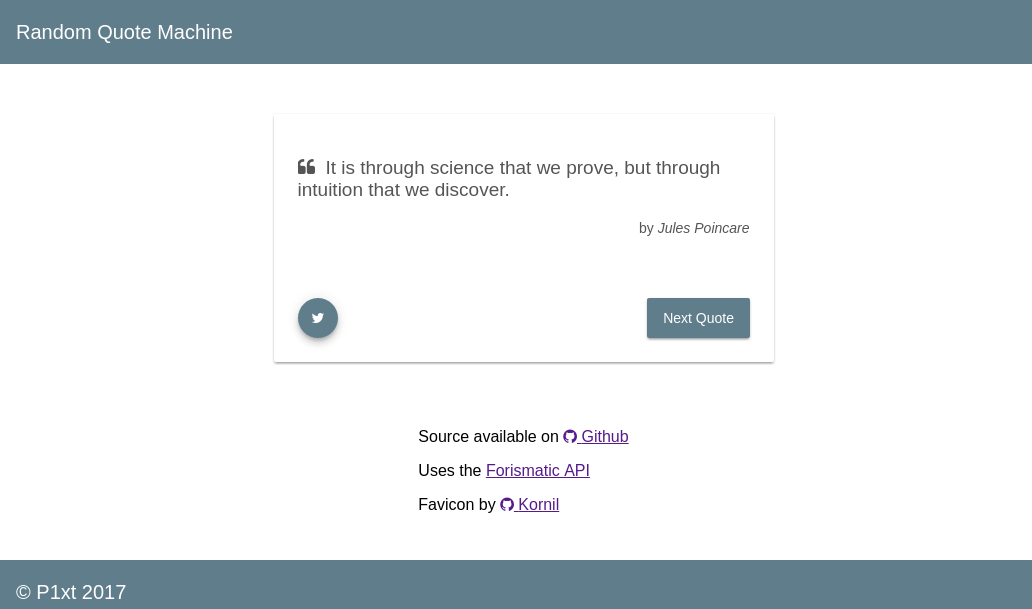 Random Quote Machine
It is through science that we prove, but through
intuition that we discover.
by Jules Poincare
Next Quote
Source available on Github
Uses the Forismatic API
Favicon by Kornil
© P1xt 2017